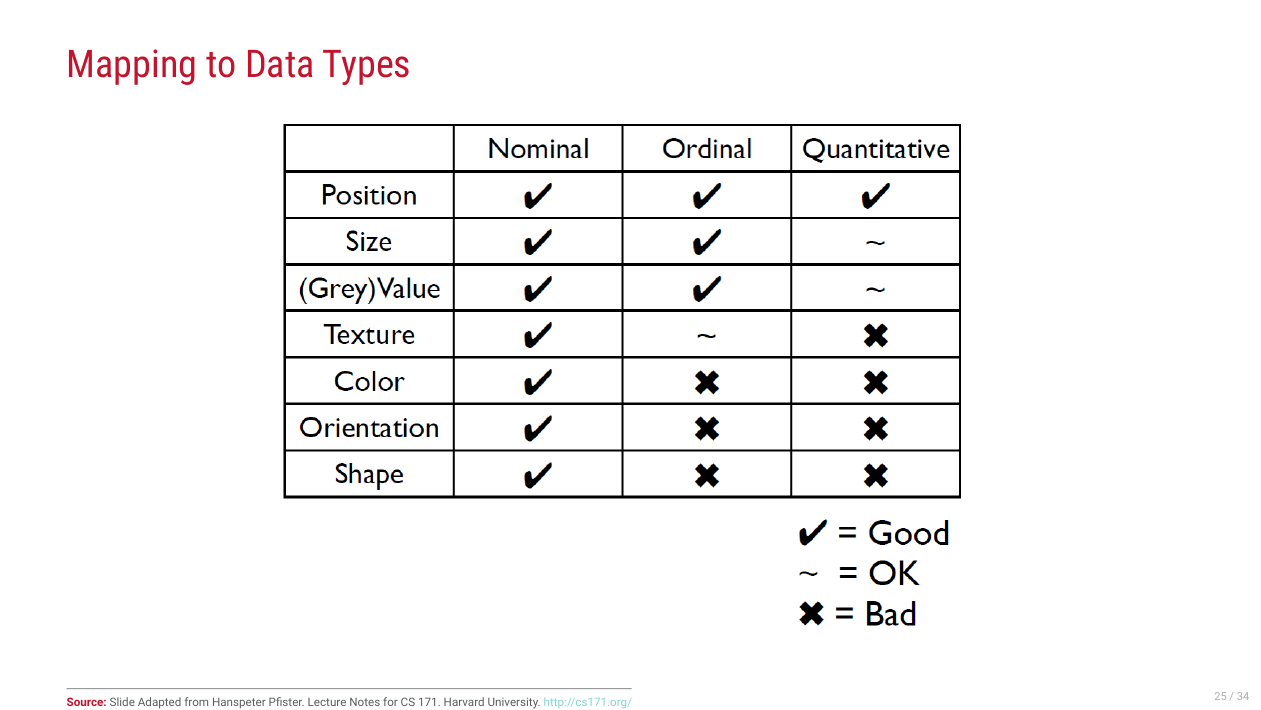 Mapping to Data Types
Nominal Ordinal Quantitative
Position ✔ ✔ ✔
Size ✔ ✔ ~
(Grey)Value ✔ ✔ ~
Texture ✔ ~ ✖
Color ✔ ✖ ✖
Orientation ✔ ✖ ✖
Shape ✔ ✖ ✖
✔ = Good
~ = OK
✖ = Bad
Source: Slide Adapted from Hanspeter Pfister. Lecture Notes for CS 171. Harvard University. http://cs171.org/
25 / 34